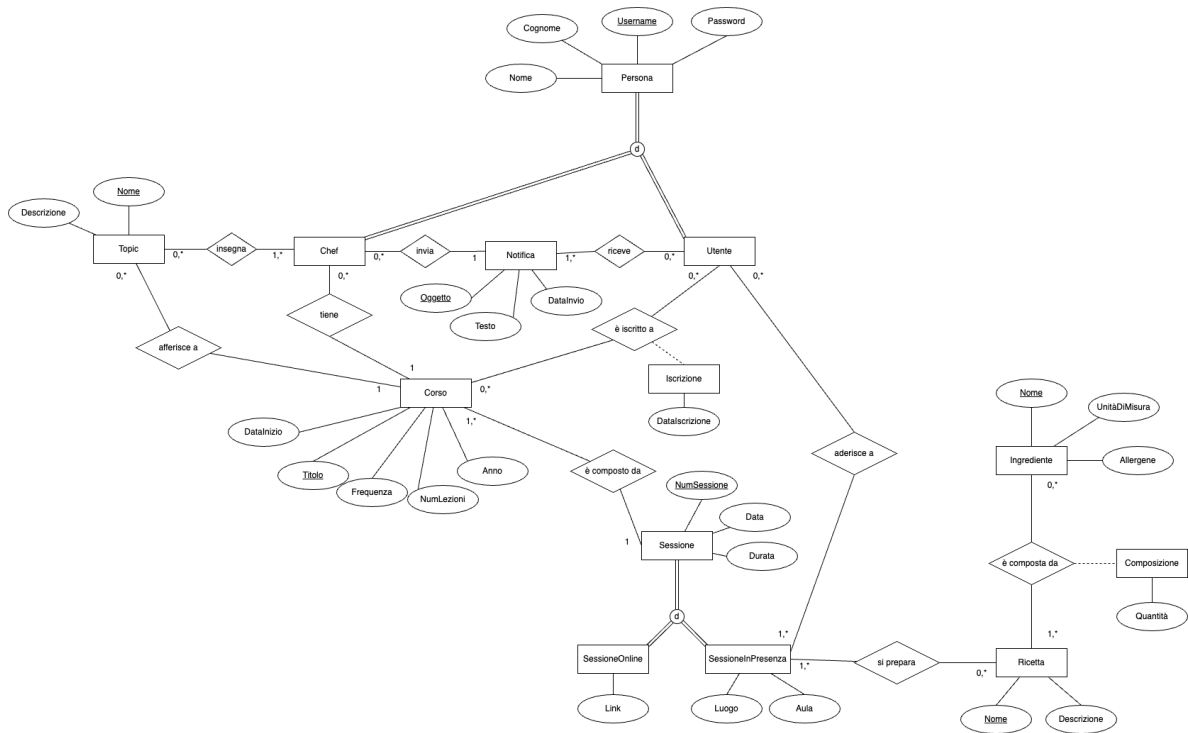 Cognome
Username
Password
Nome
Persona
d
Nome
Descrizione
Topic
0,*
insegna
1,*
Chef
0,*
invia
1
Notifica
1,*
riceve
0,*
Utente
0,*
0,*
0,*
0,*
Oggetto
Testo
DataInvio
tiene
è iscritto a
afferisce a
1
1
Corso
0,*
1,*
Iscrizione
DataIscrizione
DataInizio
Titolo
Frequenza
NumLezioni
Anno
è composto da
aderisce a
NumSessione
Data
Durata
1
Sessione
d
SessioneOnline
SessioneInPresenza
1,*
1,*
Link
Luogo
Aula
si prepara
0,*
Nome
UnitàDiMisura
Ingrediente
Allergene
0,*
è composta da
Composizione
Quantità
1,*
Ricetta
Nome
Descrizione